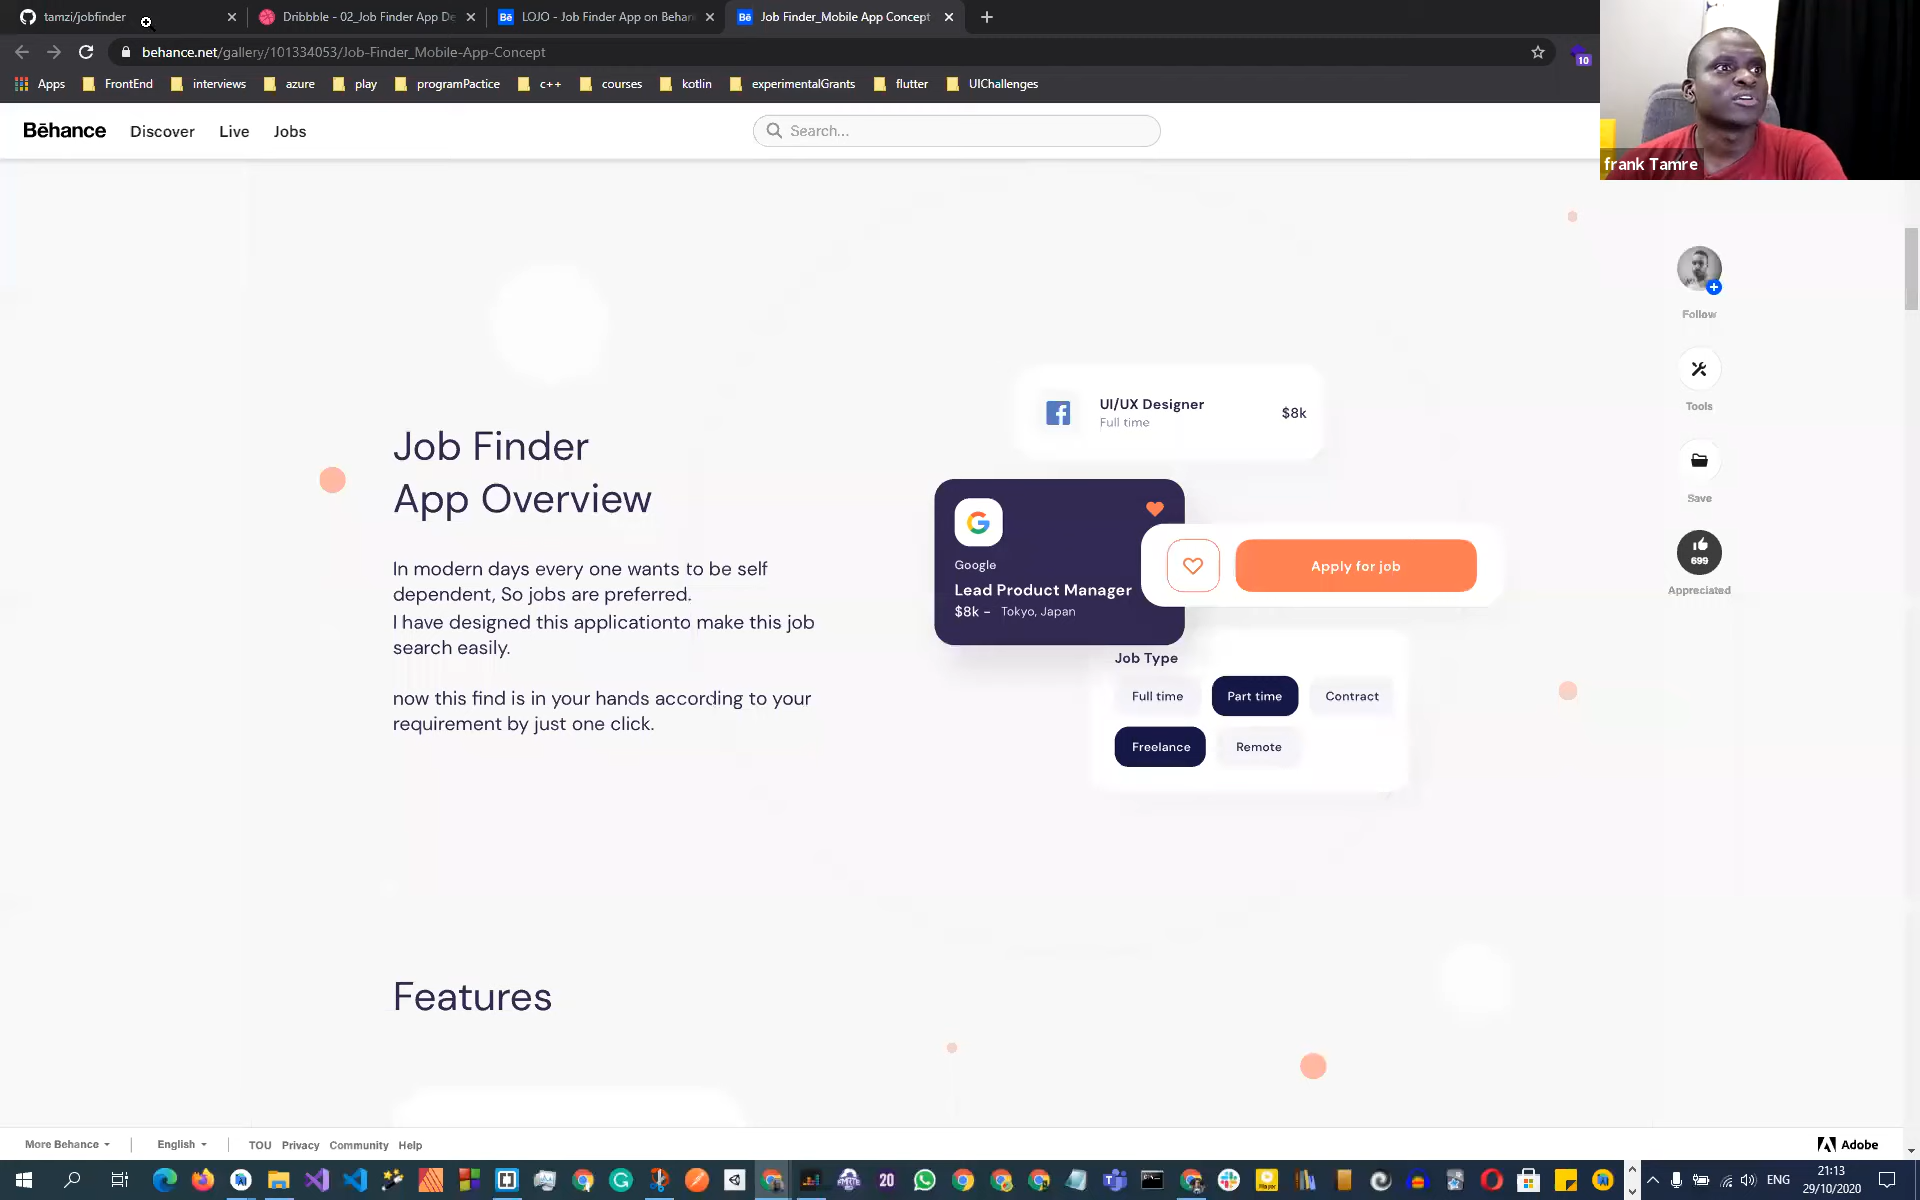 tamzi/jobfinder
Dribbble - 02_Job Finder App De
LOJO - Job Finder App on Behan
Job Finder_Mobile App Concept
behance.net/gallery/101334053/Job-Finder_Mobile-App-Concept
10
Apps
FrontEnd
interviews
azure
play
programPactice
c++
courses
kotlin
experimentalGrants
flutter
UIChallenges
frank Tamre
Bēhance
Discover
Live
Jobs
Search...
Follow
Tools
Save
699
Appreciated
Job Finder
App Overview
In modern days every one wants to be self
dependent, So jobs are preferred.
I have designed this applicationto make this job
search easily.
now this find is in your hands according to your
requirement by just one click.
UI/UX Designer
Full time
$8k
Google
Lead Product Manager
$8k - Tokyo, Japan
Apply for job
Job Type
Full time
Part time
Contract
Freelance
Remote
Features
More Behance
English
TOU
Privacy
Community
Help
Adobe
20
ENG
21:13
29/10/2020